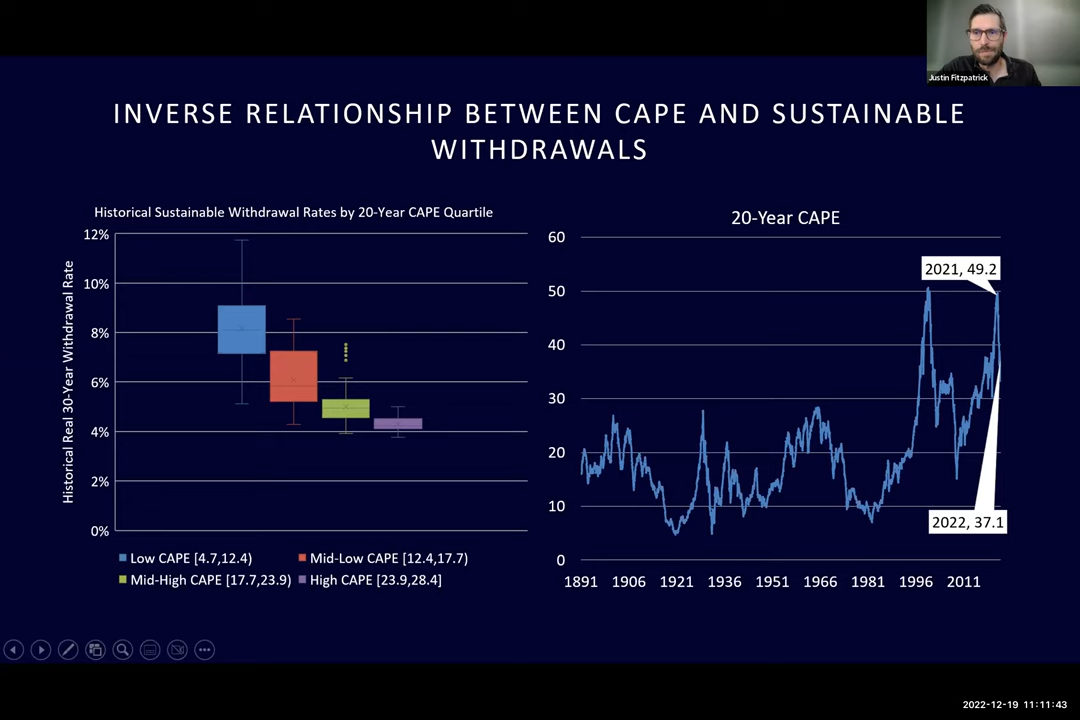 Justin Fitzpatrick
INVERSE RELATIONSHIP BETWEEN CAPE AND SUSTAINABLE
WITHDRAWALS
Historical Sustainable Withdrawal Rates by 20-Year CAPE Quartile
Historical Real 30-Year Withdrawal Rate
12%
10%
8%
6%
4%
2%
0%
Low CAPE [4.7,12.4)
Mid-Low CAPE [12.4,17.7)
Mid-High CAPE [17.7,23.9)
High CAPE [23.9,28.4]
20-Year CAPE
60
50
40
30
20
10
0
2021, 49.2
2022, 37.1
1891 1906 1921 1936 1951 1966 1981 1996 2011
2022-12-19 11:11:43